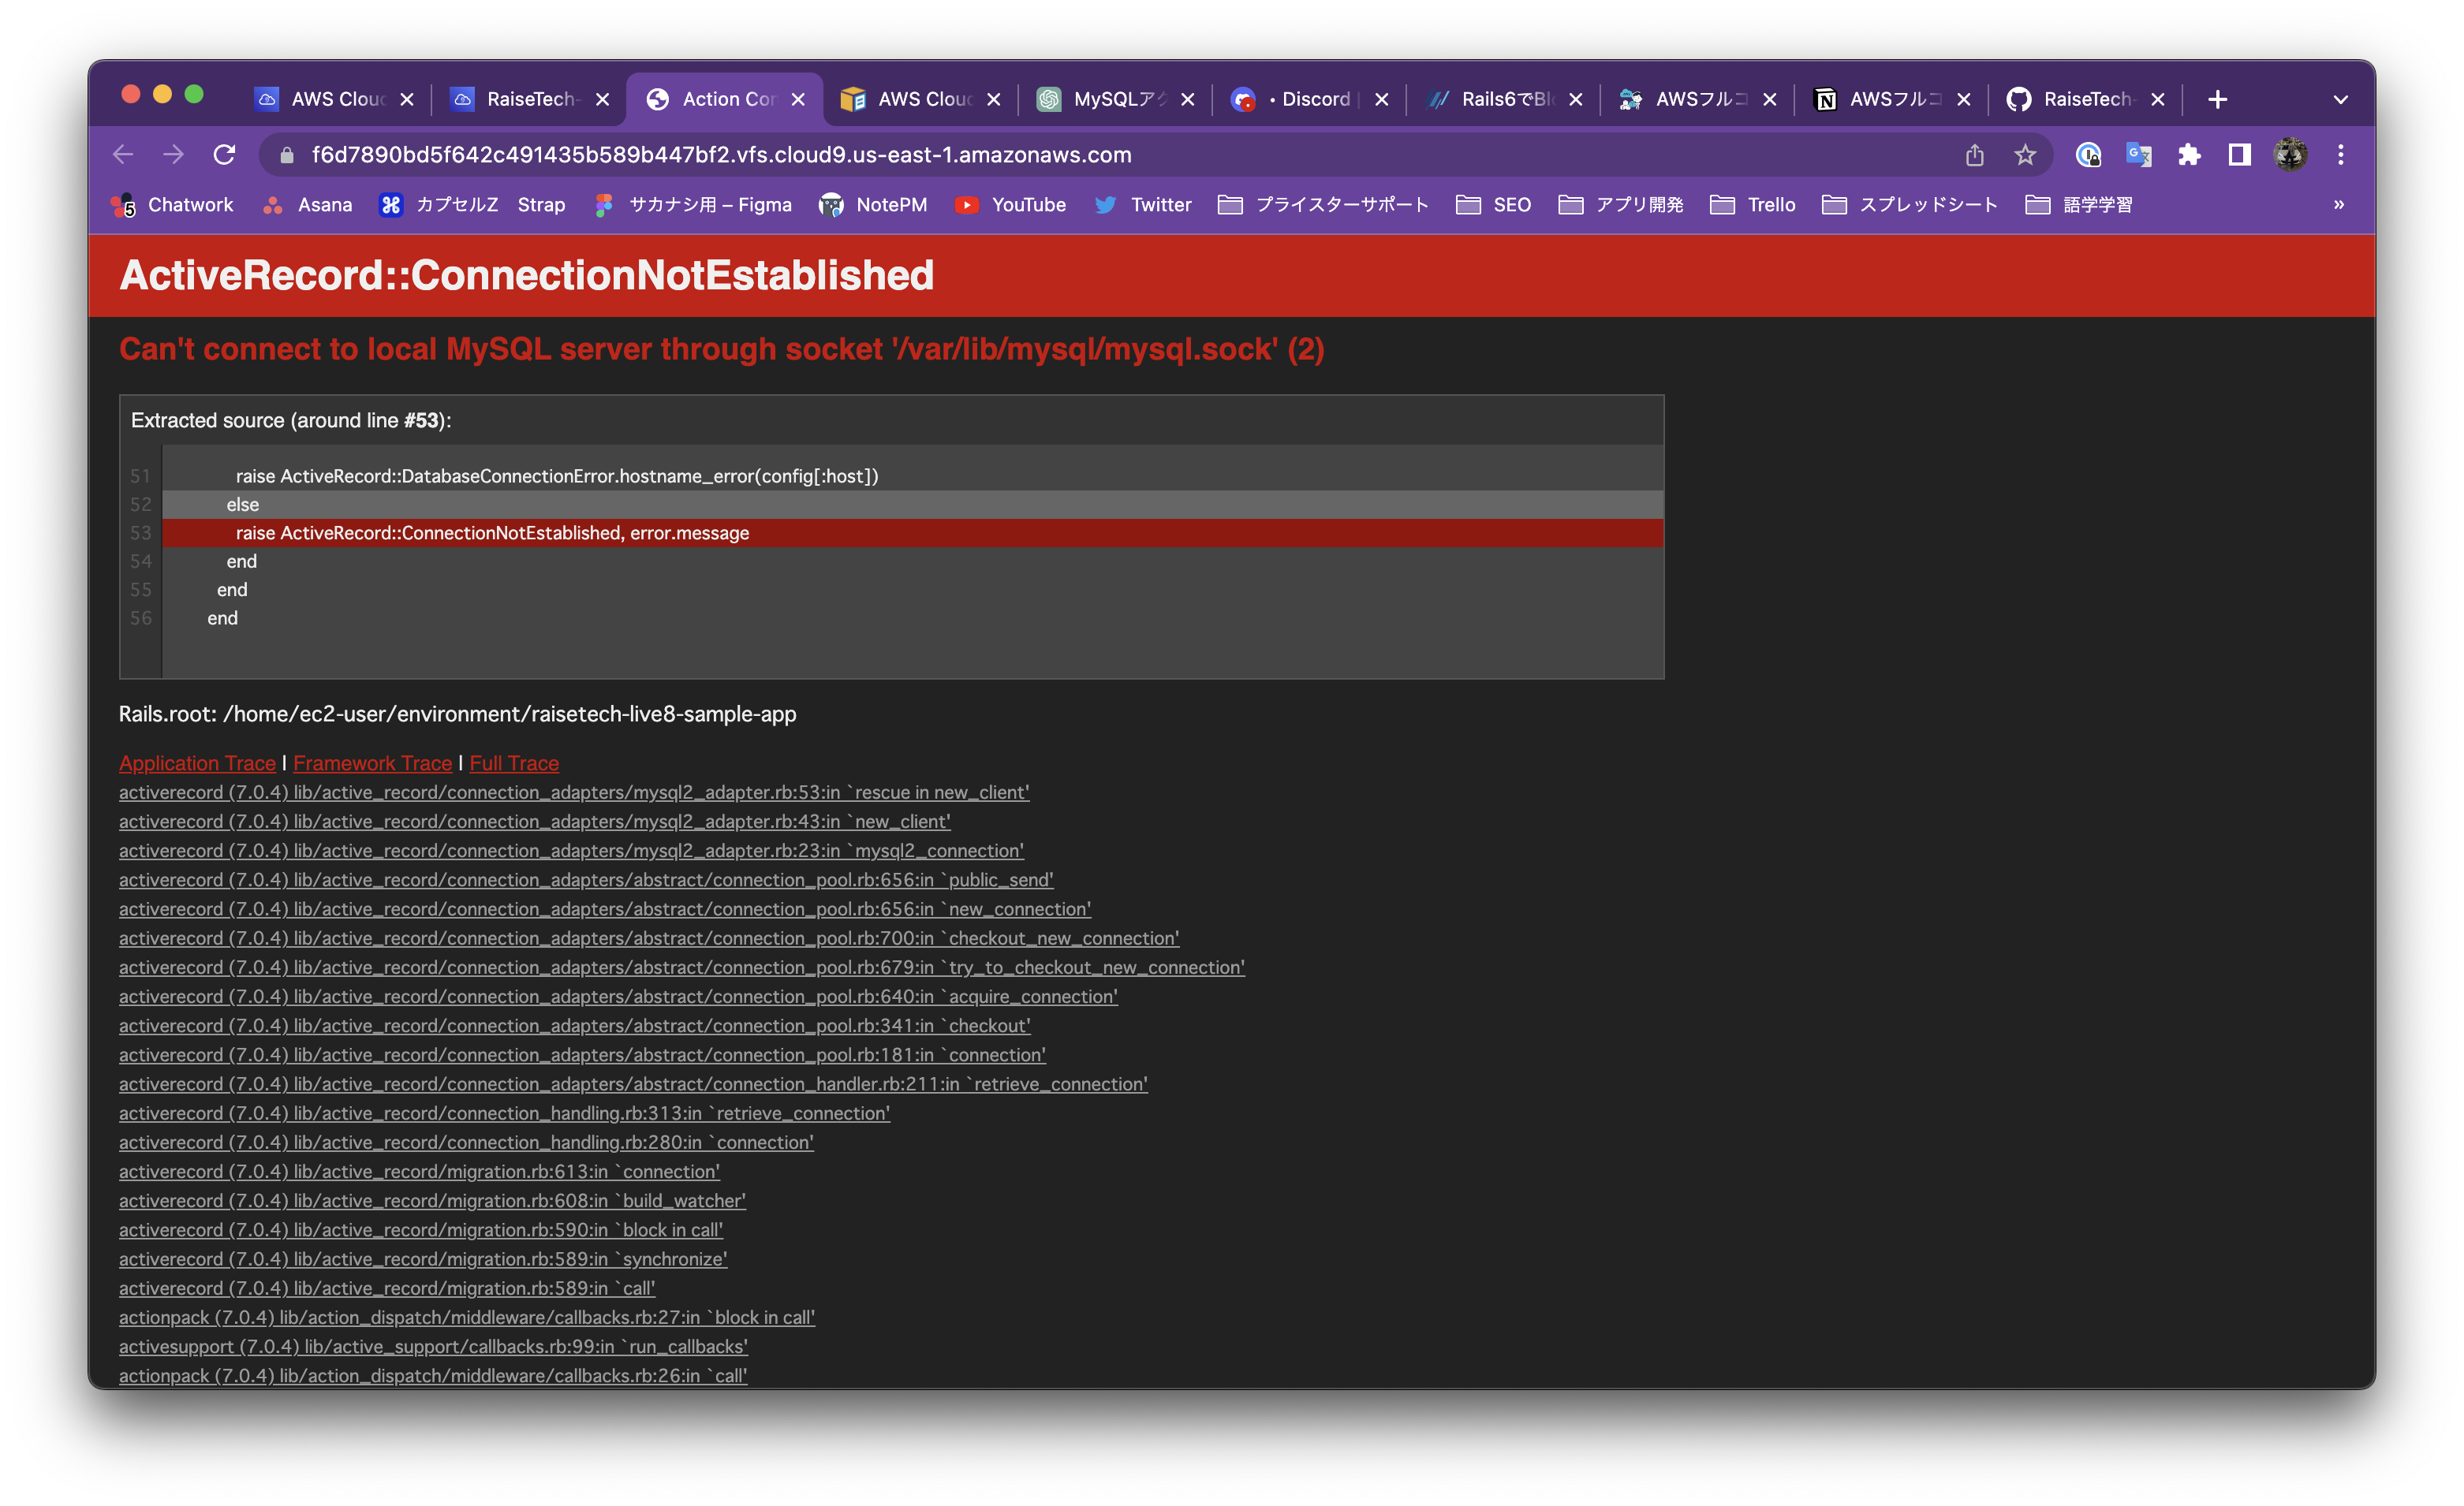 AWS Clouc
RaiseTech-
Action Con
AWS Clouc
MySQLアク
• Discord |
Rails6でBlo
AWSフルコ
AWSフルコ
RaiseTech-
f6d7890bd5f642c491435b589b447bf2.vfs.cloud9.us-east-1.amazonaws.com
5 Chatwork
Asana
カプセルZ Strap
サカナシ用 – Figma
NotePM
YouTube
Twitter
プライスターサポート
SEO
アプリ開発
Trello
スプレッドシート
語学学習
»
ActiveRecord::ConnectionNotEstablished
Can't connect to local MySQL server through socket '/var/lib/mysql/mysql.sock' (2)
Extracted source (around line #53):
51 raise ActiveRecord::DatabaseConnectionError.hostname_error(config[:host])
52 else
53 raise ActiveRecord::ConnectionNotEstablished, error.message
54 end
55 end
56 end
Rails.root: /home/ec2-user/environment/raisetech-live8-sample-app
Application Trace | Framework Trace | Full Trace
activerecord (7.0.4) lib/active_record/connection_adapters/mysql2_adapter.rb:53:in `rescue in new_client'
activerecord (7.0.4) lib/active_record/connection_adapters/mysql2_adapter.rb:43:in `new_client'
activerecord (7.0.4) lib/active_record/connection_adapters/mysql2_adapter.rb:23:in `mysql2_connection'
activerecord (7.0.4) lib/active_record/connection_adapters/abstract/connection_pool.rb:656:in `public_send'
activerecord (7.0.4) lib/active_record/connection_adapters/abstract/connection_pool.rb:656:in `new_connection'
activerecord (7.0.4) lib/active_record/connection_adapters/abstract/connection_pool.rb:700:in `checkout_new_connection'
activerecord (7.0.4) lib/active_record/connection_adapters/abstract/connection_pool.rb:679:in `try_to_checkout_new_connection'
activerecord (7.0.4) lib/active_record/connection_adapters/abstract/connection_pool.rb:640:in `acquire_connection'
activerecord (7.0.4) lib/active_record/connection_adapters/abstract/connection_pool.rb:341:in `checkout'
activerecord (7.0.4) lib/active_record/connection_adapters/abstract/connection_pool.rb:181:in `connection'
activerecord (7.0.4) lib/active_record/connection_adapters/abstract/connection_handler.rb:211:in `retrieve_connection'
activerecord (7.0.4) lib/active_record/connection_handling.rb:313:in `retrieve_connection'
activerecord (7.0.4) lib/active_record/connection_handling.rb:280:in `connection'
activerecord (7.0.4) lib/active_record/migration.rb:613:in `connection'
activerecord (7.0.4) lib/active_record/migration.rb:608:in `build_watcher'
activerecord (7.0.4) lib/active_record/migration.rb:590:in `block in call'
activerecord (7.0.4) lib/active_record/migration.rb:589:in `synchronize'
activerecord (7.0.4) lib/active_record/migration.rb:589:in `call'
actionpack (7.0.4) lib/action_dispatch/middleware/callbacks.rb:27:in `block in call'
activesupport (7.0.4) lib/active_support/callbacks.rb:99:in `run_callbacks'
actionpack (7.0.4) lib/action_dispatch/middleware/callbacks.rb:26:in `call'